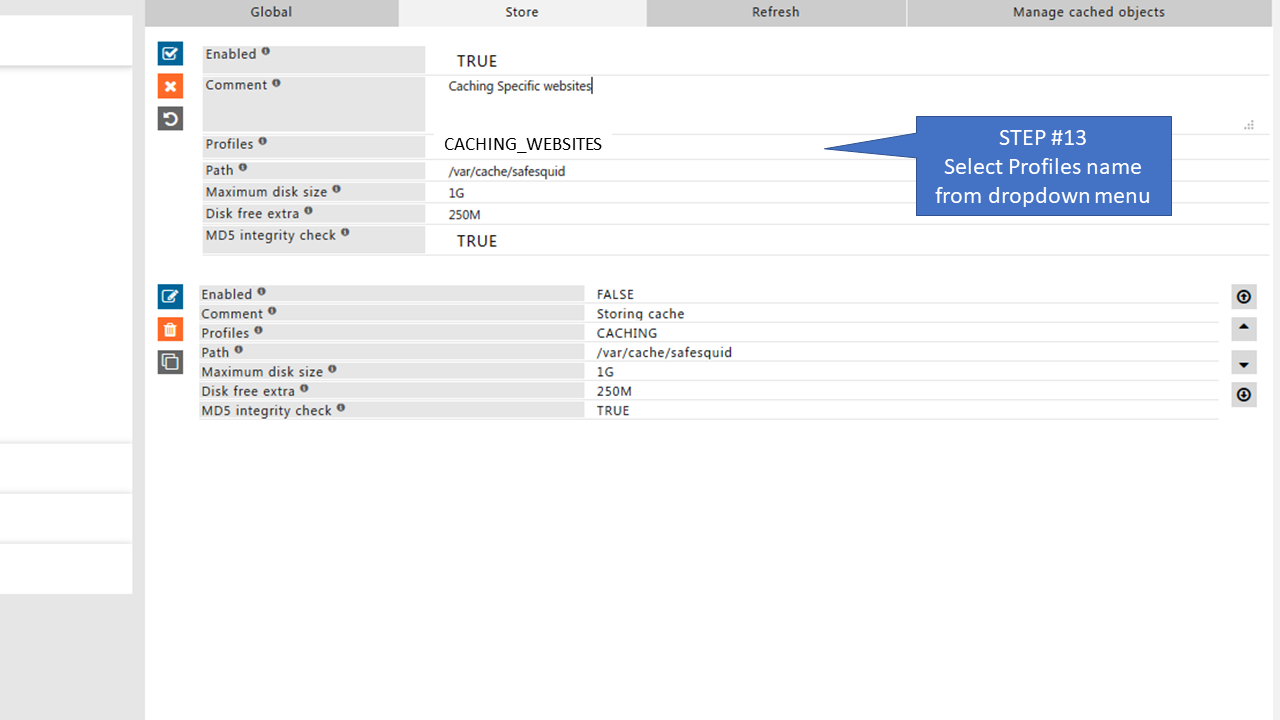 Global Store Refresh Manage cached objects
Enabled TRUE
Comment Caching Specific websites
Profiles CACHING_WEBSITES
STEP #13
Select Profiles name
from dropdown menu
Path /var/cache/safesquid
Maximum disk size 1G
Disk free extra 250M
MD5 integrity check TRUE
Enabled FALSE
Comment Storing cache
Profiles CACHING
Path /var/cache/safesquid
Maximum disk size 1G
Disk free extra 250M
MD5 integrity check TRUE